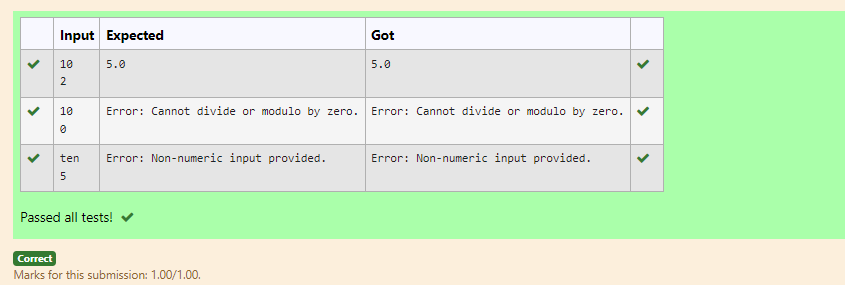 Input Expected Got
10 5.0 5.0
2
10 Error: Cannot divide or modulo by zero. Error: Cannot divide or modulo by zero.
0
ten Error: Non-numeric input provided. Error: Non-numeric input provided.
5
Passed all tests!
Correct
Marks for this submission: 1.00/1.00.